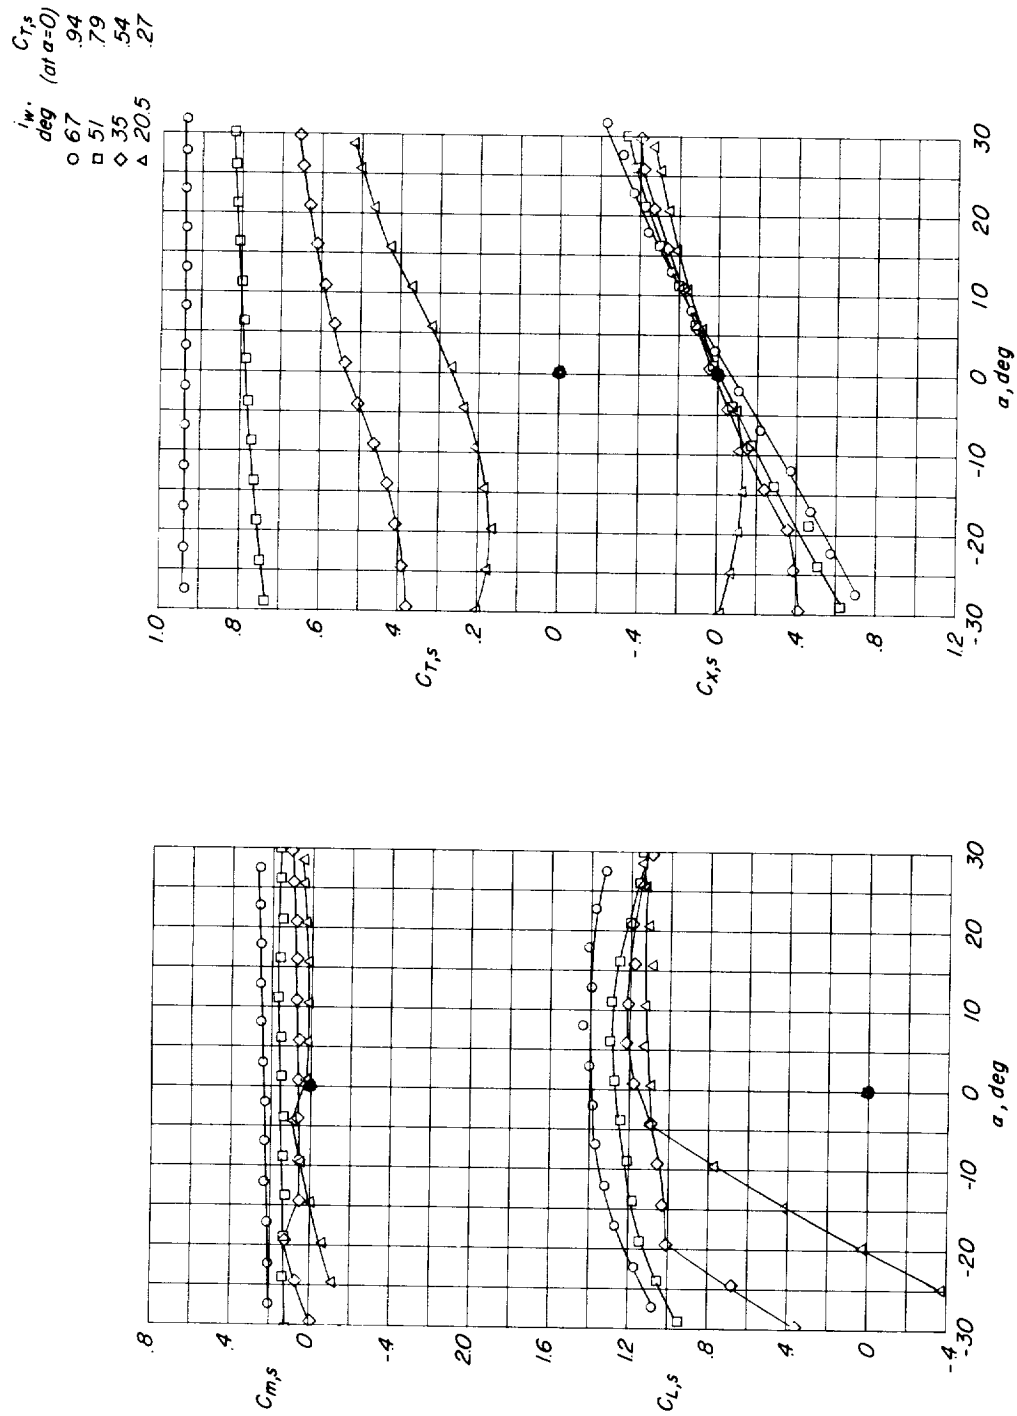 i_w, C_T,s
deg (at a=0)
○ 67 .94
□ 51 .79
◇ 35 .54
△ 20.5 .27
1.0
.8
.6
.4
.2
0
C_T,s
-.4
0
.4
.8
1.2
C_X,s
-30 -20 -10 0 10 20 30
a, deg
.8
.4
0
-.4
C_m,s
2.0
1.6
1.2
.8
.4
0
-.4
C_L,s
-30 -20 -10 0 10 20 30
a, deg